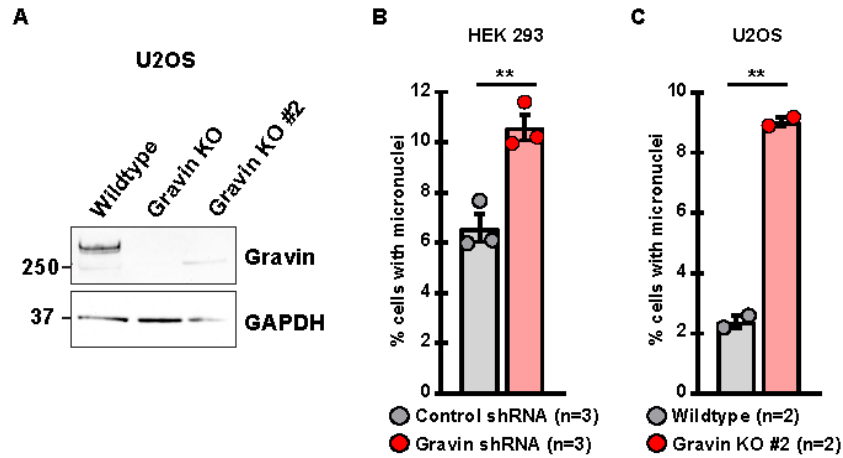 A
U2OS
Wildtype
Gravin KO
Gravin KO #2
250
Gravin
37
GAPDH
B
HEK 293
**
% cells with micronuclei
12
10
8
6
4
2
0
Control shRNA (n=3)
Gravin shRNA (n=3)
C
U2OS
**
% cells with micronuclei
10
8
6
4
2
0
Wildtype (n=2)
Gravin KO #2 (n=2)